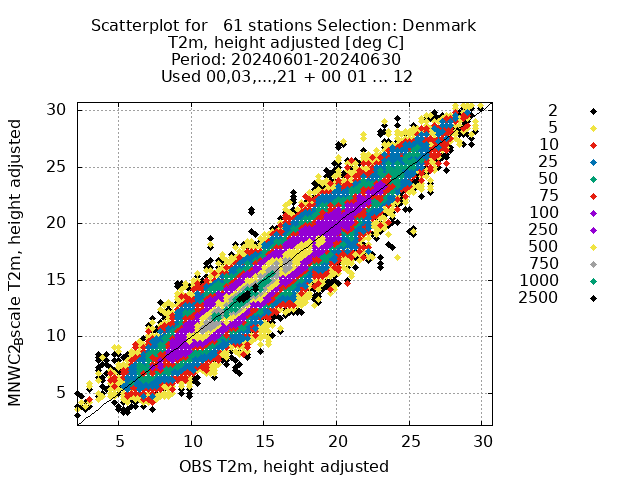 Scatterplot for   61 stations Selection: Denmark
T2m, height adjusted [deg C]
Period: 20240601-20240630
Used 00,03,...,21 + 00 01 ... 12
MNWC2Bscale T2m, height adjusted
30
25
20
15
10
5
5 10 15 20 25 30
OBS T2m, height adjusted
2
5
10
25
50
75
100
250
500
750
1000
2500